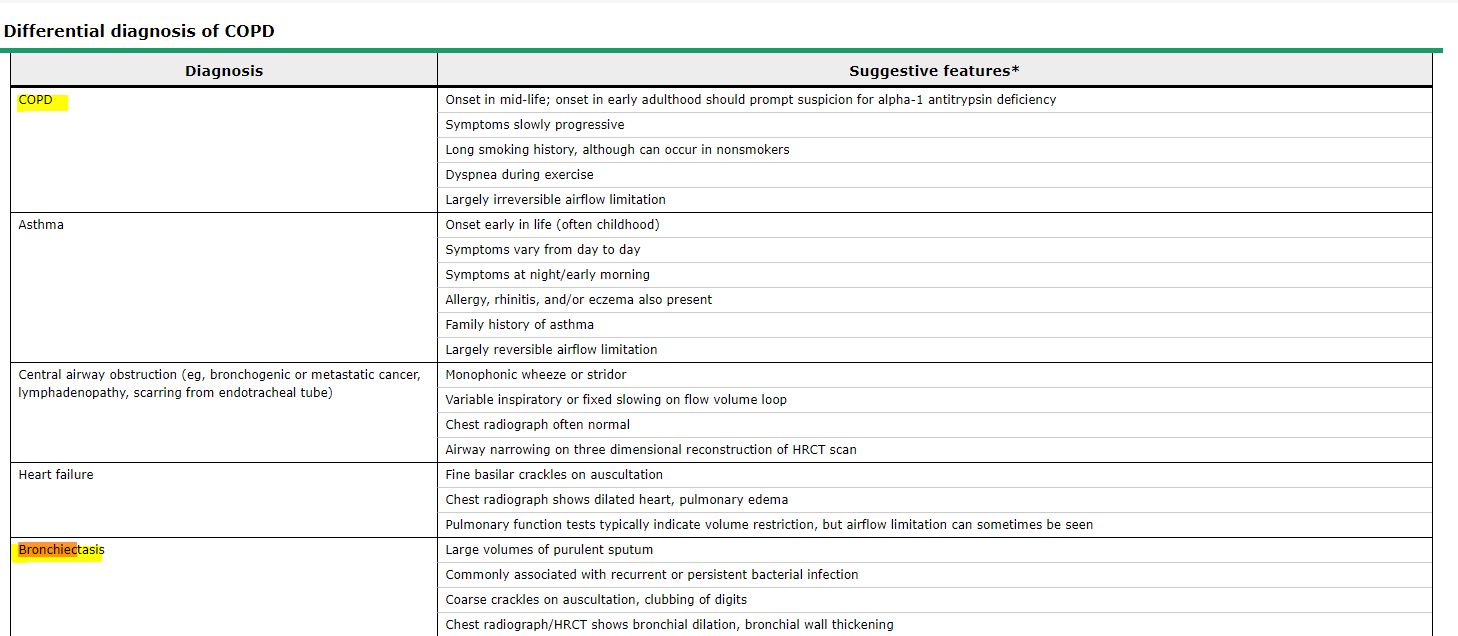 Differential diagnosis of COPD
Diagnosis
Suggestive features*
COPD
Onset in mid-life; onset in early adulthood should prompt suspicion for alpha-1 antitrypsin deficiency
Symptoms slowly progressive
Long smoking history, although can occur in nonsmokers
Dyspnea during exercise
Largely irreversible airflow limitation
Asthma
Onset early in life (often childhood)
Symptoms vary from day to day
Symptoms at night/early morning
Allergy, rhinitis, and/or eczema also present
Family history of asthma
Largely reversible airflow limitation
Central airway obstruction (eg, bronchogenic or metastatic cancer,
lymphadenopathy, scarring from endotracheal tube)
Monophonic wheeze or stridor
Variable inspiratory or fixed slowing on flow volume loop
Chest radiograph often normal
Airway narrowing on three dimensional reconstruction of HRCT scan
Heart failure
Fine basilar crackles on auscultation
Chest radiograph shows dilated heart, pulmonary edema
Pulmonary function tests typically indicate volume restriction, but airflow limitation can sometimes be seen
Bronchiectasis
Large volumes of purulent sputum
Commonly associated with recurrent or persistent bacterial infection
Coarse crackles on auscultation, clubbing of digits
Chest radiograph/HRCT shows bronchial dilation, bronchial wall thickening